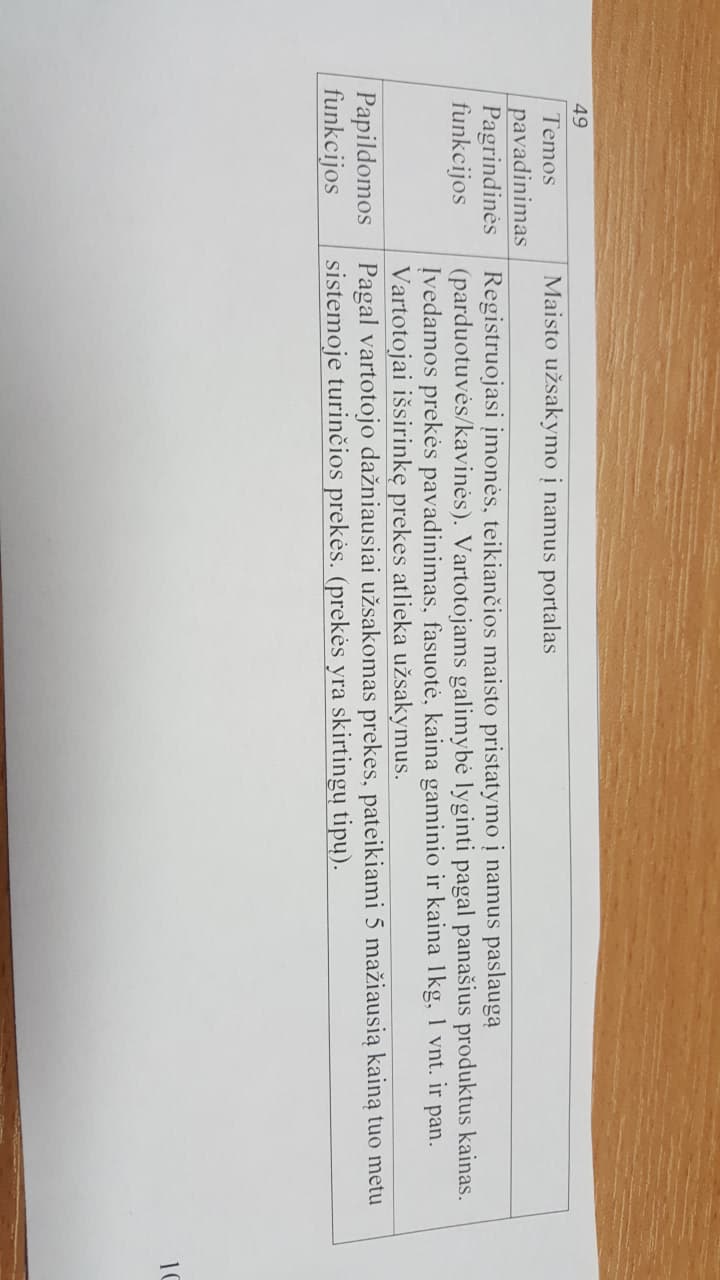 49
Temos
pavadinimas
Maisto užsakymo į namus portalas
Pagrindinės
funkcijos
Registruojasi įmonės, teikiančios maisto pristatymo į namus paslaugą
(parduotuvės/kavinės). Vartotojams galimybė lyginti pagal panašius produktus kainas.
Įvedamos prekės pavadinimas, fasuotė, kaina gaminio ir kaina 1kg, 1 vnt. ir pan.
Vartotojai išsirinkę prekes atlieka užsakymus.
Papildomos
funkcijos
Pagal vartotojo dažniausiai užsakomas prekes, pateikiami 5 mažiausią kainą tuo metu
sistemoje turinčios prekės. (prekės yra skirtingų tipų).